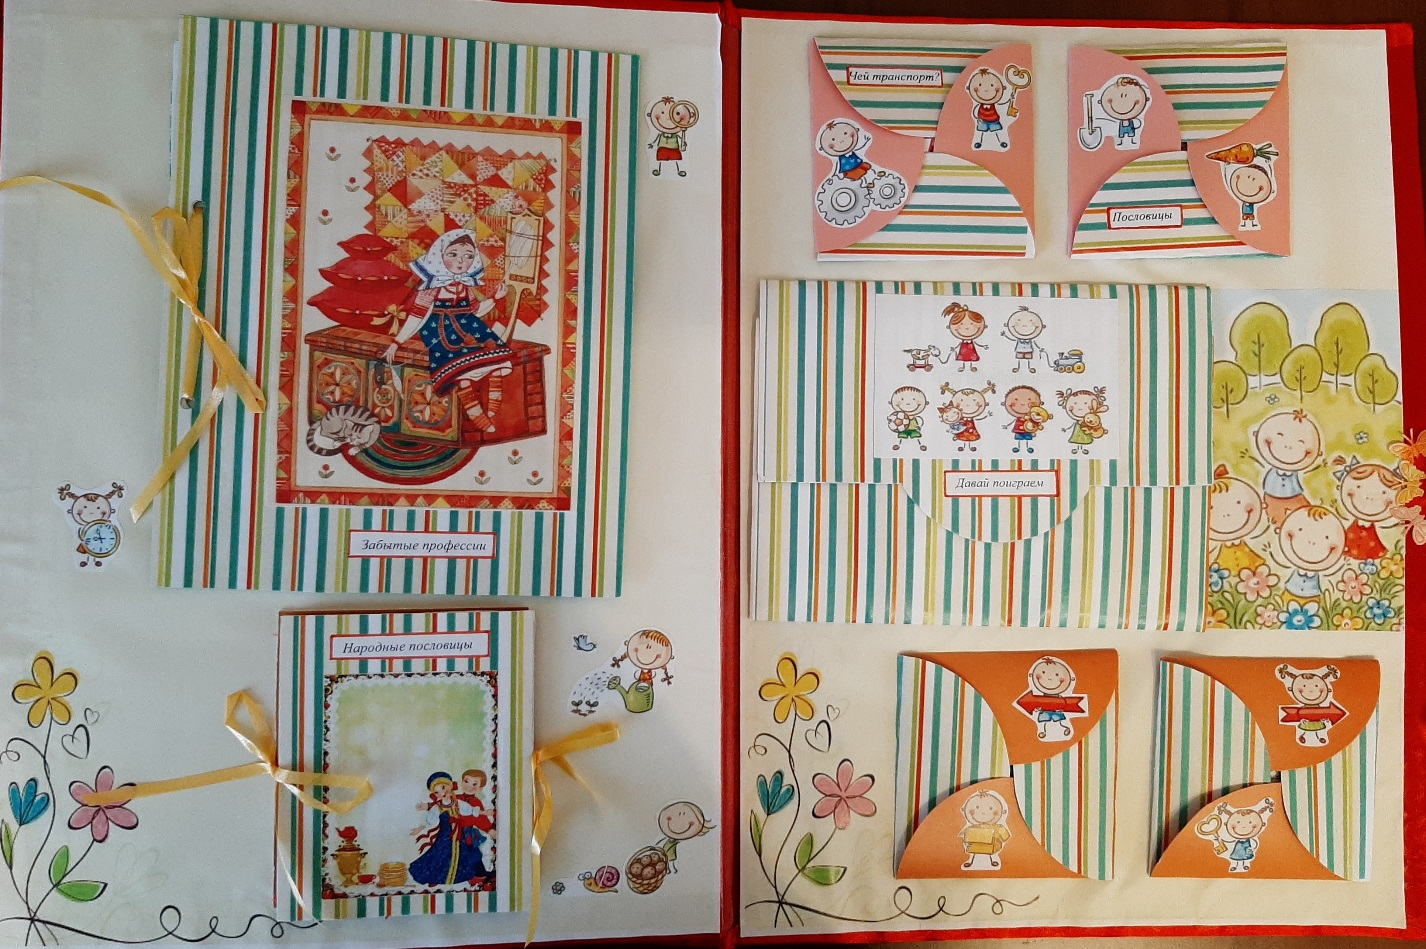 Забытые профессии
Народные пословицы
Чей транспорт?
Пословицы
Давай поиграем